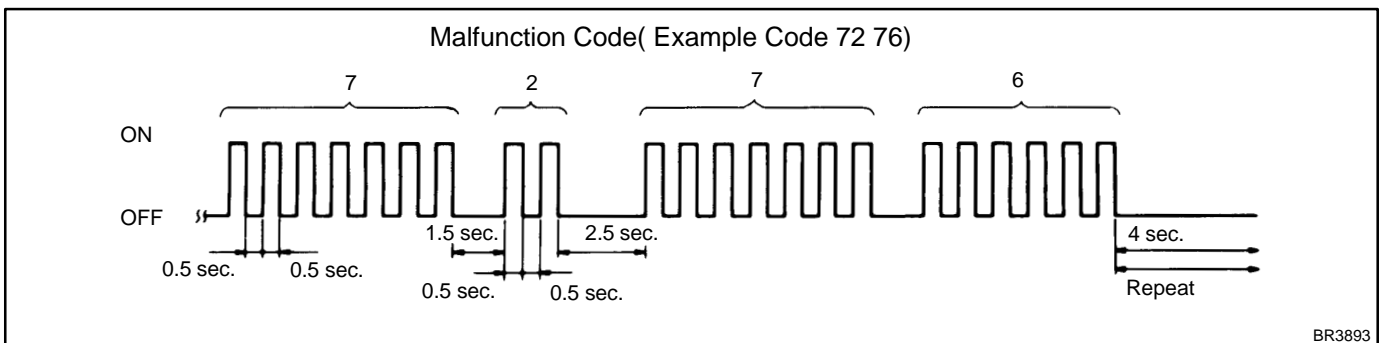 Malfunction Code( Example Code 72 76)
7 2 7 6
ON
OFF
1.5 sec. 2.5 sec. 4 sec.
0.5 sec. 0.5 sec.
0.5 sec. 0.5 sec.
Repeat
BR3893